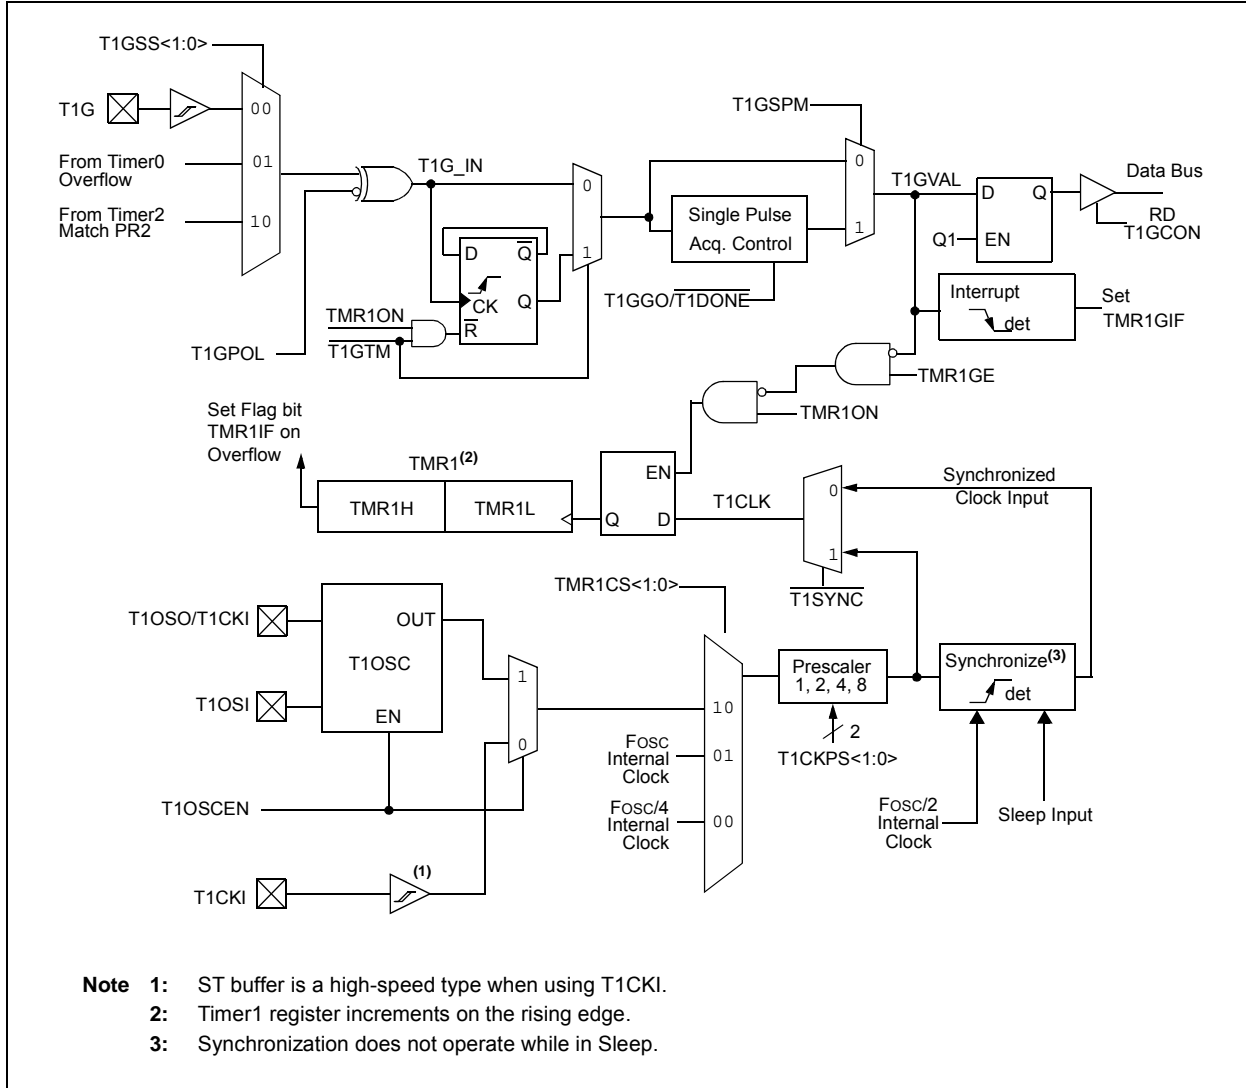 T1GSS<1:0>
T1G
00
From Timer0
Overflow
01
From Timer2
Match PR2
10
T1GPOL
T1G_IN
0
1
D
Q̅
CK
Q
R̅
TMR1ON
T1GTM
T1GSPM
0
1
Single Pulse
Acq. Control
T1GGO/T̅1̅D̅O̅N̅E̅
T1GVAL
D
Q
Q1
EN
Data Bus
RD
T1GCON
Interrupt
det
Set
TMR1GIF
TMR1GE
TMR1ON
Set Flag bit
TMR1IF on
Overflow
TMR1(2)
TMR1H
TMR1L
EN
Q
D
T1CLK
0
1
T̅1̅S̅Y̅N̅C̅
Synchronized
Clock Input
T1OSO/T1CKI
OUT
T1OSC
T1OSI
EN
1
0
T1OSCEN
T1CKI
(1)
TMR1CS<1:0>
10
FOSC
Internal
Clock
01
FOSC/4
Internal
Clock
00
Prescaler
1, 2, 4, 8
2
T1CKPS<1:0>
Synchronize(3)
det
FOSC/2
Internal
Clock
Sleep Input
Note 1: ST buffer is a high-speed type when using T1CKI.
2: Timer1 register increments on the rising edge.
3: Synchronization does not operate while in Sleep.